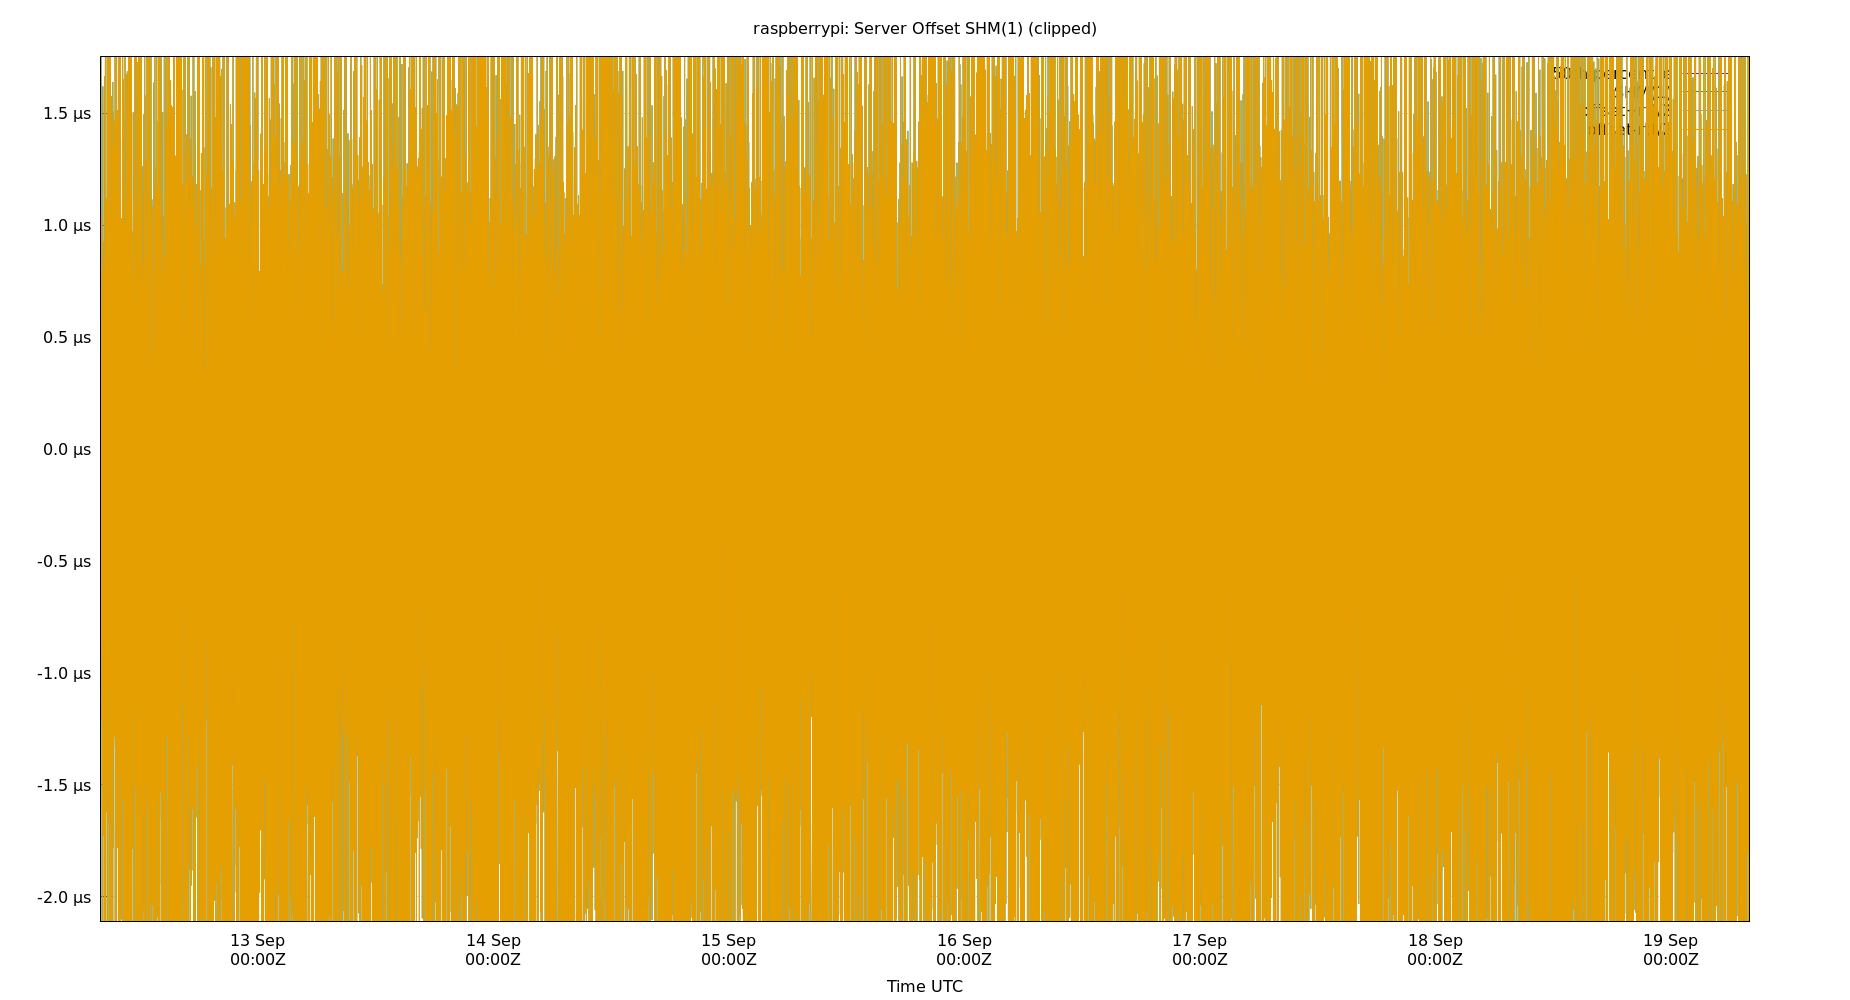 raspberrypi: Server Offset SHM(1) (clipped)
1.5 µs
1.0 µs
0.5 µs
0.0 µs
-0.5 µs
-1.0 µs
-1.5 µs
-2.0 µs
13 Sep 14 Sep 15 Sep 16 Sep 17 Sep 18 Sep 19 Sep
00:00Z 00:00Z 00:00Z 00:00Z 00:00Z 00:00Z 00:00Z
Time UTC